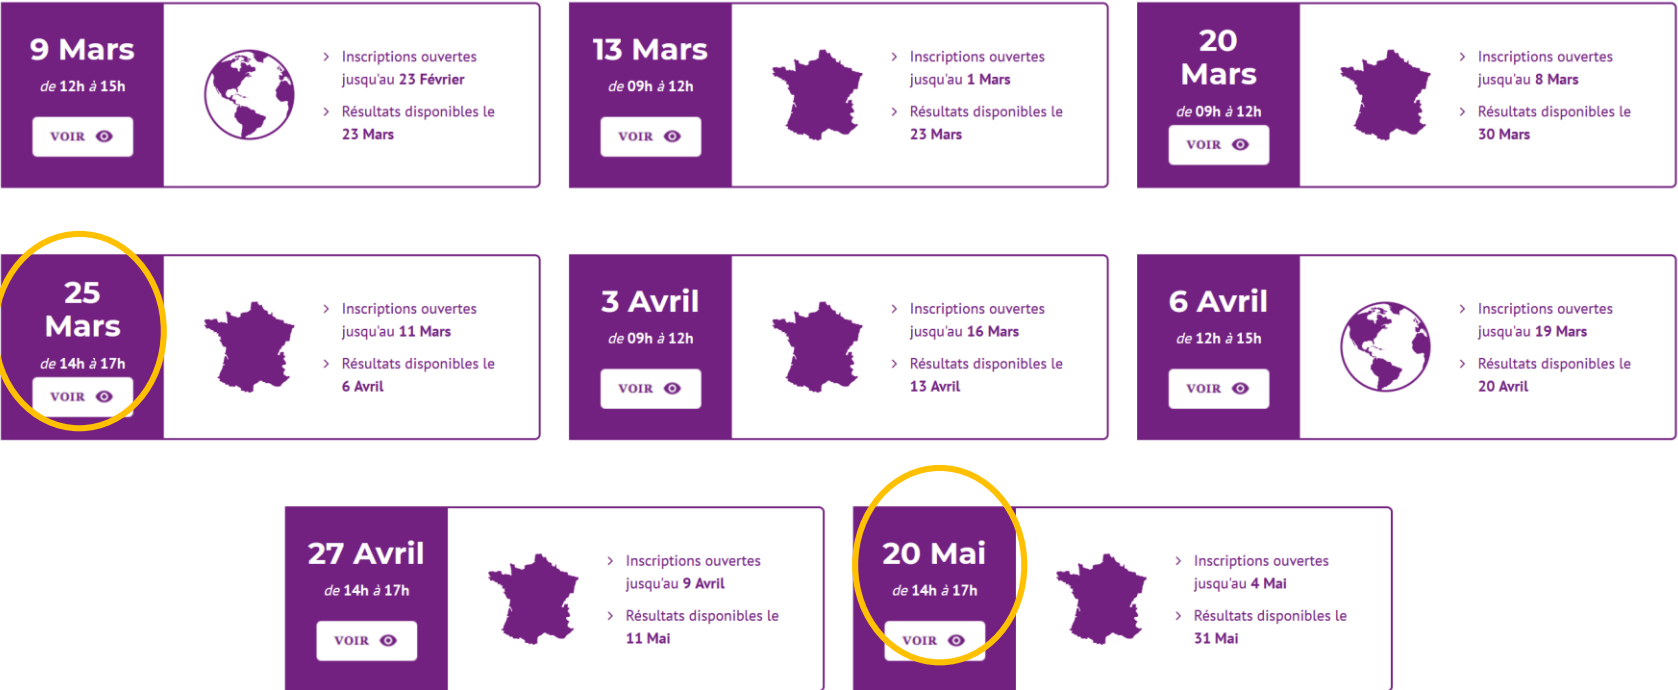 9 Mars
de 12h à 15h
VOIR
Inscriptions ouvertes
jusqu'au 23 Février
Résultats disponibles le
23 Mars
13 Mars
de 09h à 12h
VOIR
Inscriptions ouvertes
jusqu'au 1 Mars
Résultats disponibles le
23 Mars
20
Mars
de 09h à 12h
VOIR
Inscriptions ouvertes
jusqu'au 8 Mars
Résultats disponibles le
30 Mars
25
Mars
de 14h à 17h
VOIR
Inscriptions ouvertes
jusqu'au 11 Mars
Résultats disponibles le
6 Avril
3 Avril
de 09h à 12h
VOIR
Inscriptions ouvertes
jusqu'au 16 Mars
Résultats disponibles le
13 Avril
6 Avril
de 12h à 15h
VOIR
Inscriptions ouvertes
jusqu'au 19 Mars
Résultats disponibles le
20 Avril
27 Avril
de 14h à 17h
VOIR
Inscriptions ouvertes
jusqu'au 9 Avril
Résultats disponibles le
11 Mai
20 Mai
de 14h à 17h
VOIR
Inscriptions ouvertes
jusqu'au 4 Mai
Résultats disponibles le
31 Mai